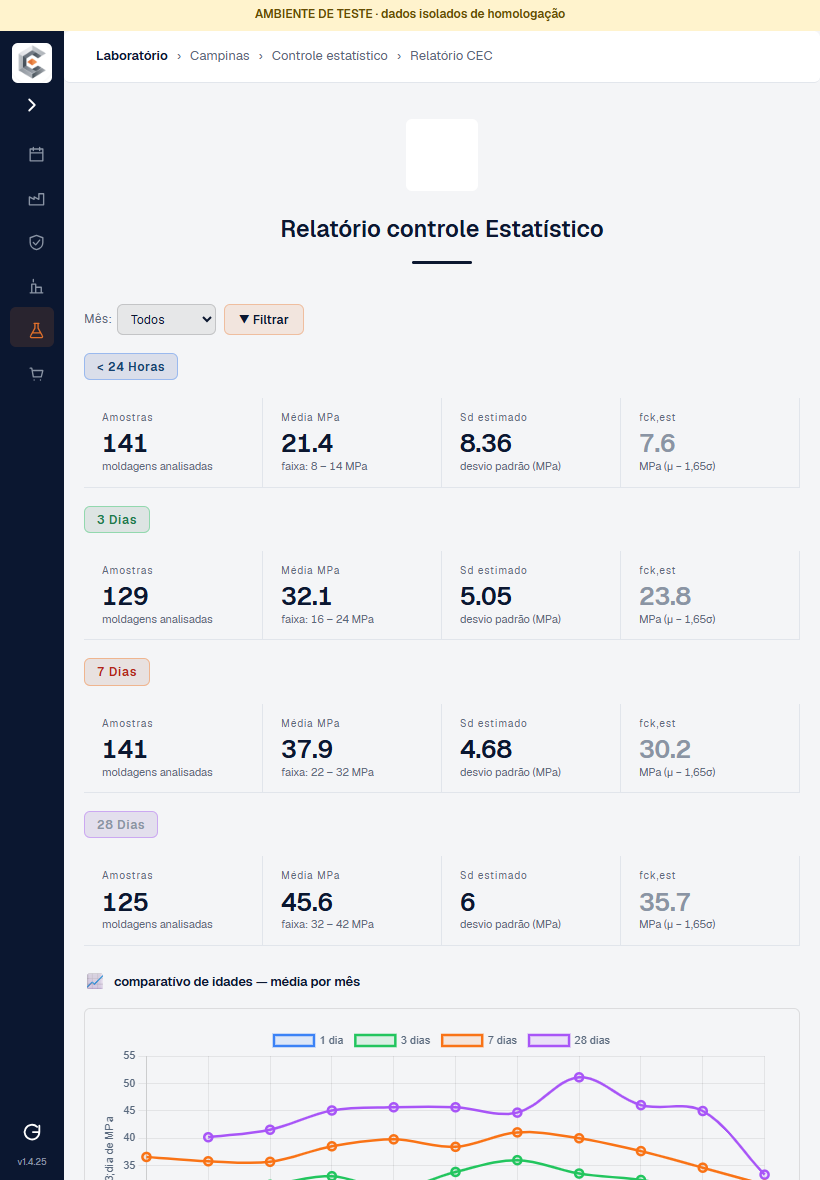 AMBIENTE DE TESTE · dados isolados de homologação
Laboratório › Campinas › Controle estatístico › Relatório CEC
Relatório controle Estatístico
Mês: Todos ▼ Filtrar
< 24 Horas
Amostras
141
moldagens analisadas
Média MPa
21.4
faixa: 8 – 14 MPa
Sd estimado
8.36
desvio padrão (MPa)
fck,est
7.6
MPa (μ − 1,65σ)
3 Dias
Amostras
129
moldagens analisadas
Média MPa
32.1
faixa: 16 – 24 MPa
Sd estimado
5.05
desvio padrão (MPa)
fck,est
23.8
MPa (μ − 1,65σ)
7 Dias
Amostras
141
moldagens analisadas
Média MPa
37.9
faixa: 22 – 32 MPa
Sd estimado
4.68
desvio padrão (MPa)
fck,est
30.2
MPa (μ − 1,65σ)
28 Dias
Amostras
125
moldagens analisadas
Média MPa
45.6
faixa: 32 – 42 MPa
Sd estimado
6
desvio padrão (MPa)
fck,est
35.7
MPa (μ − 1,65σ)
comparativo de idades — média por mês
1 dia 3 dias 7 dias 28 dias
55
50
45
40
35
dia de MPa
v1.4.25